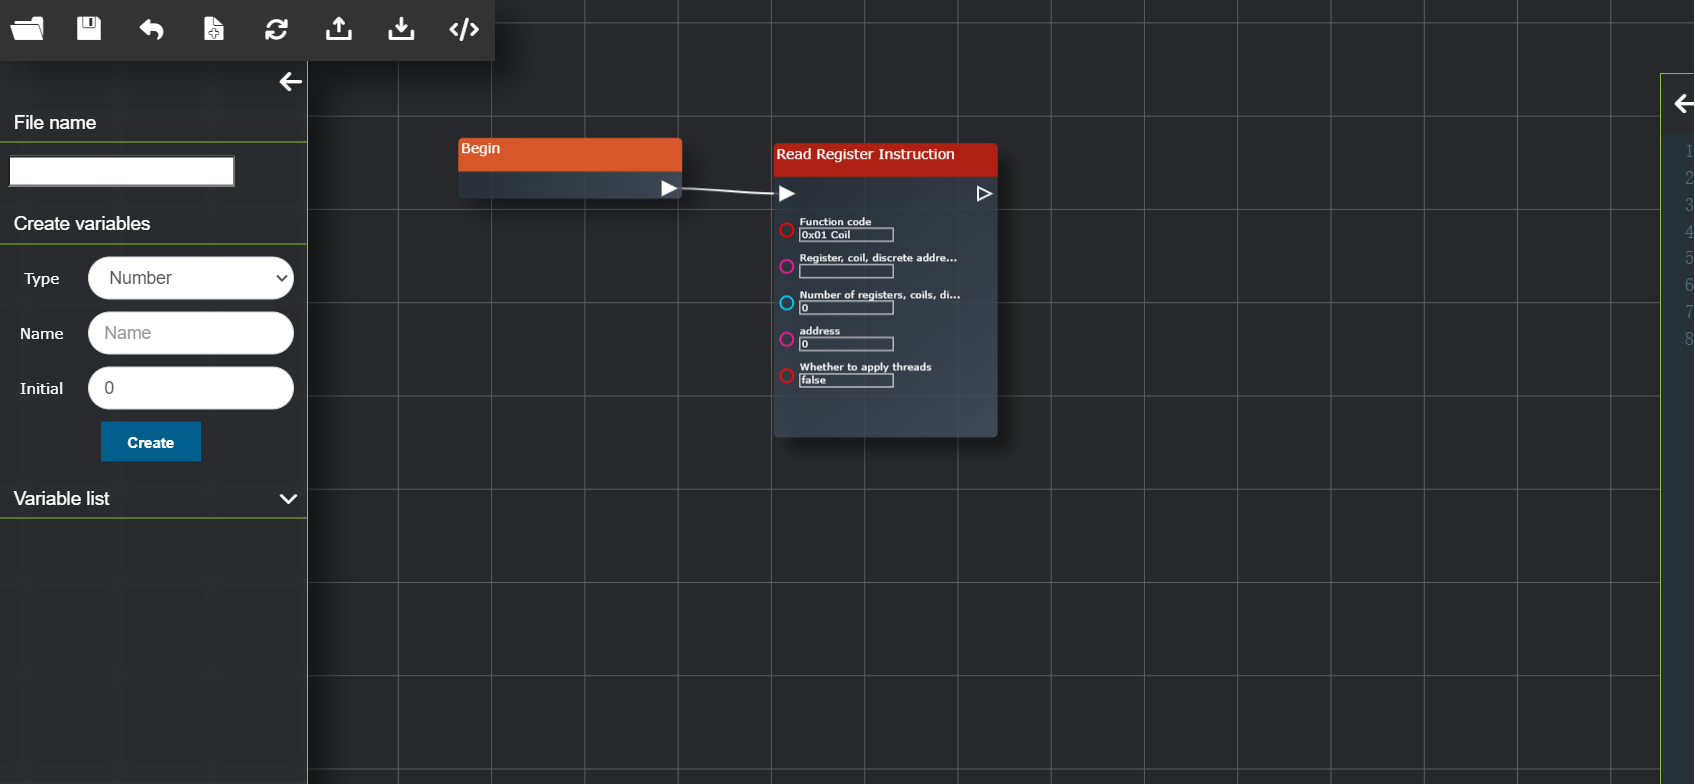 File name
Create variables
Type
Number
Name
Name
Initial
0
Create
Variable list
Begin
Read Register Instruction
Function code
0x01 Coil
Register, coil, discrete addre...
Number of registers, coils, di...
0
address
0
Whether to apply threads
false
1
2
3
4
5
6
7
8